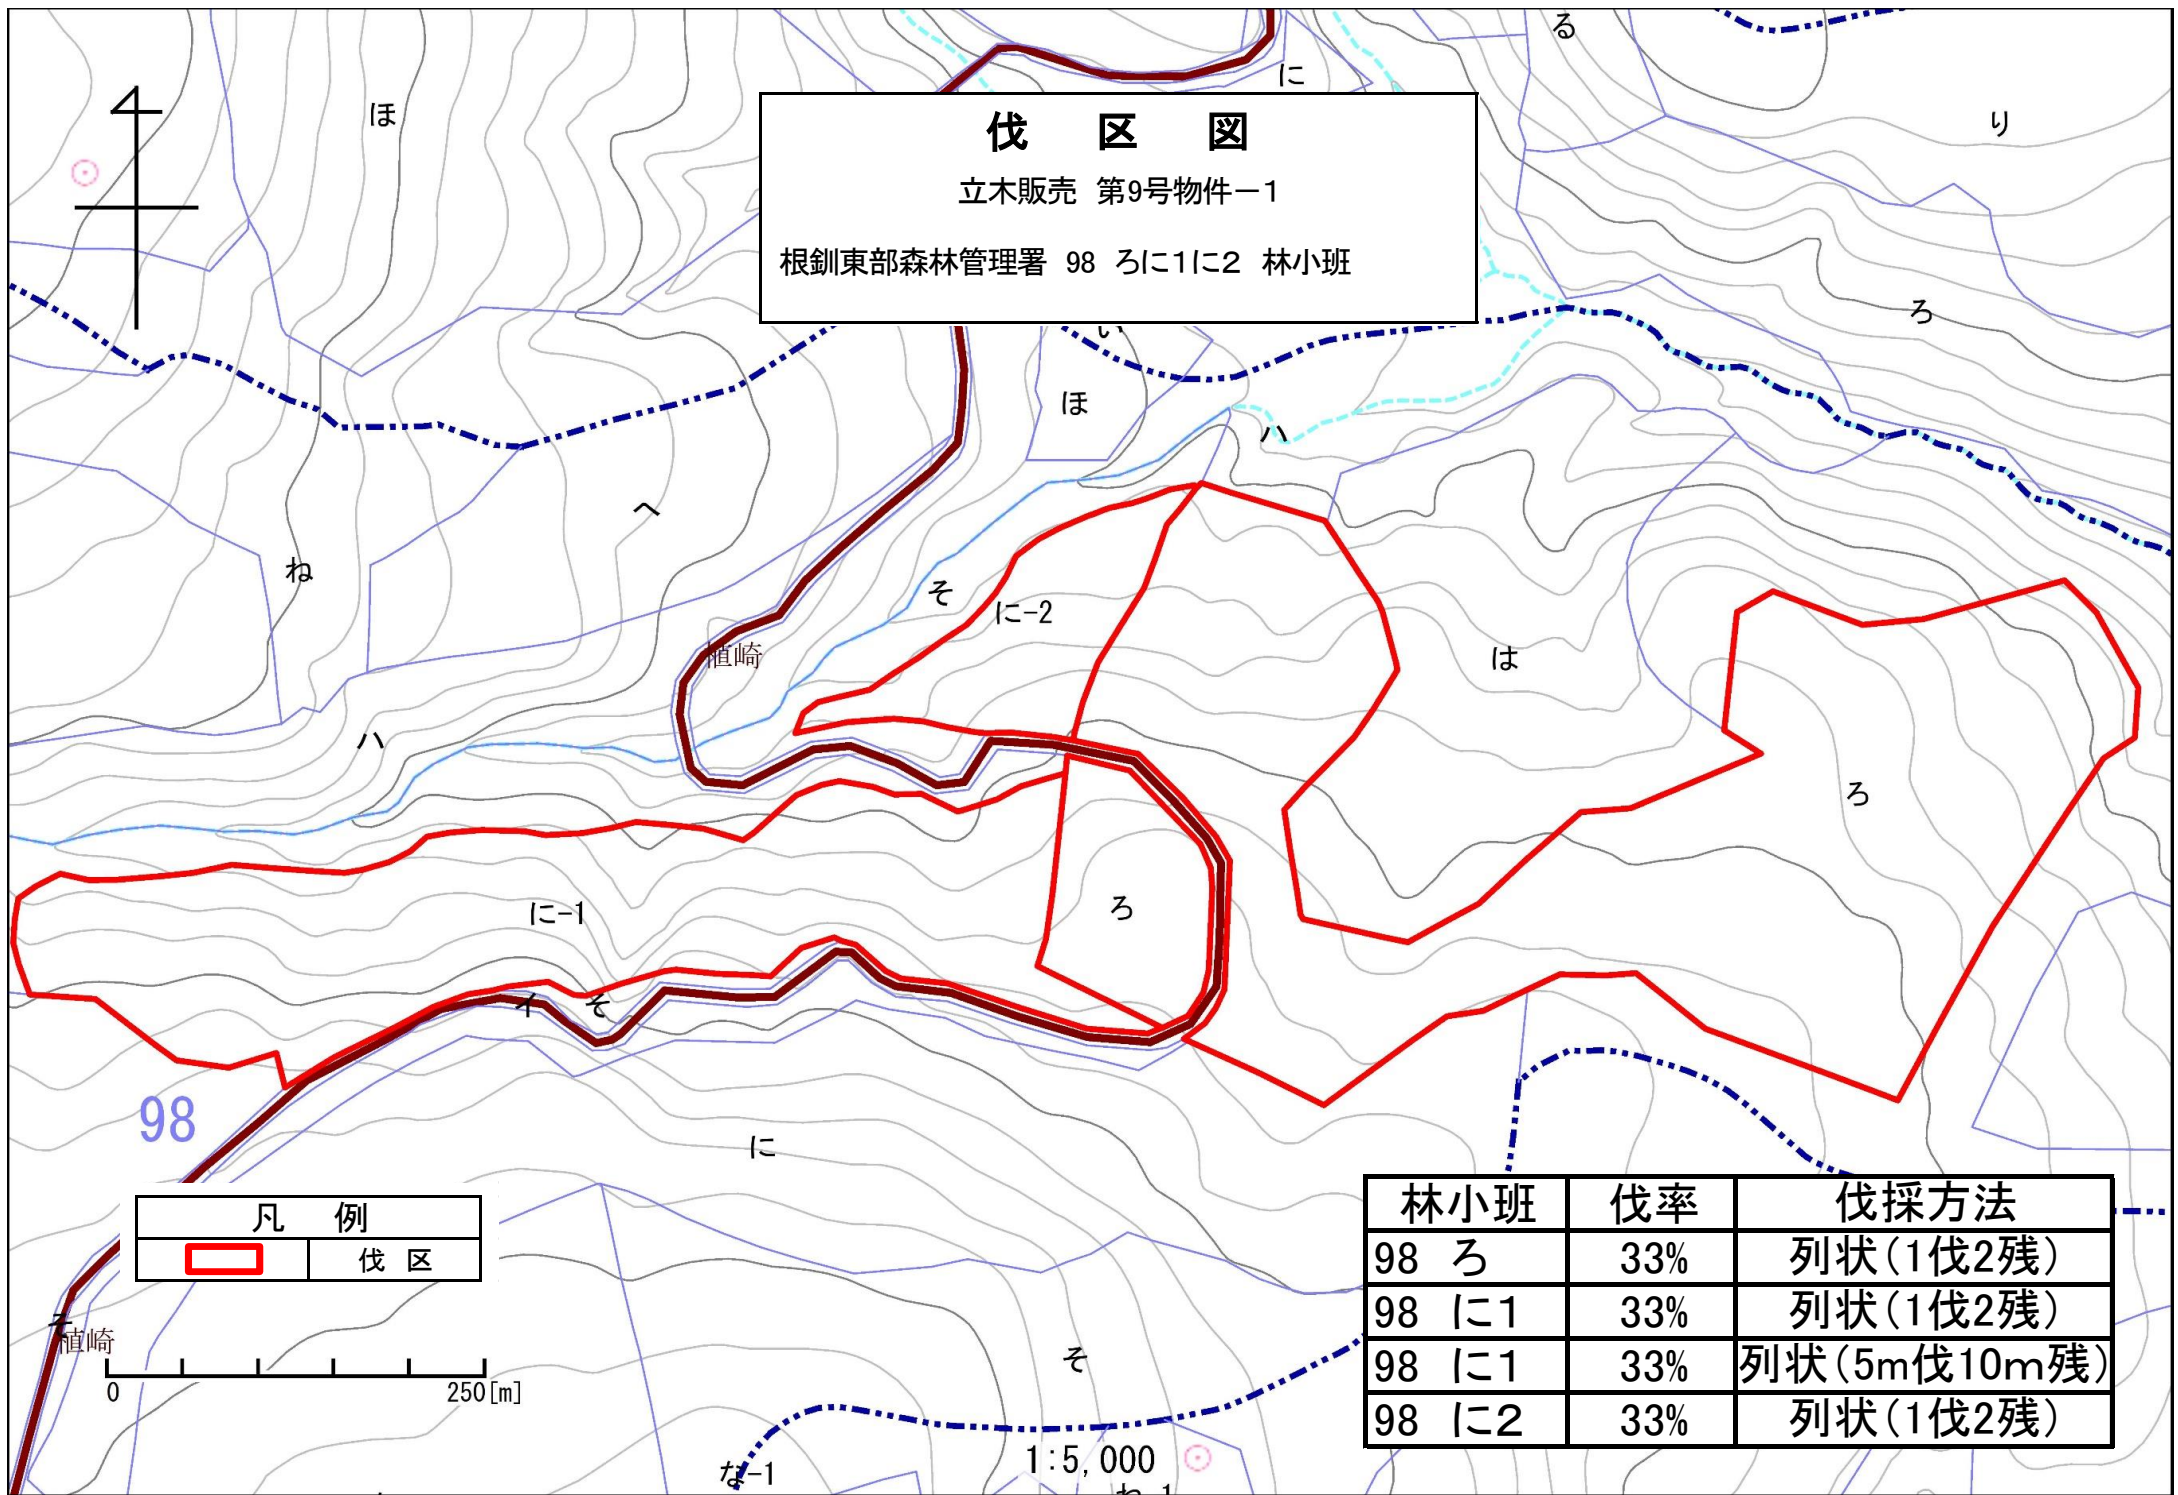 る
に
ほ
り
伐 区 図
立木販売 第9号物件－1
根釧東部森林管理署 98 ろに1に2 林小班
ろ
い
ほ
ハ
へ
ね
そ
に-2
植崎
は
ハ
ろ
に-1
ろ
イ
そ
98
に
凡 例
伐 区
林小班 伐率 伐採方法
98 ろ 33% 列状(1伐2残)
98 に1 33% 列状(1伐2残)
98 に1 33% 列状(5m伐10m残)
98 に2 33% 列状(1伐2残)
そ
植崎
そ
0 250[m]
1:5,000
な-1